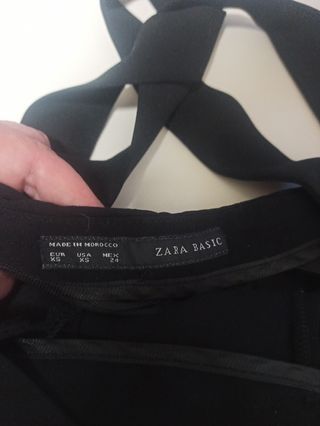 MADE IN MOROCCO
EUR USA MEX
XS XS 24
ZARA BASIC